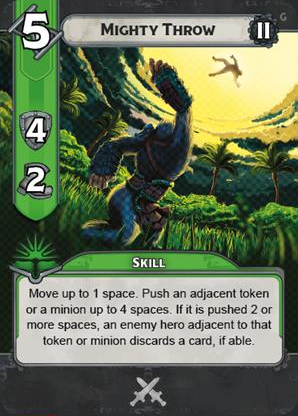 5
MIGHTY THROW
II
G
4
2
SKILL
Move up to 1 space. Push an adjacent token
or a minion up to 4 spaces. If it is pushed 2 or
more spaces, an enemy hero adjacent to that
token or minion discards a card, if able.